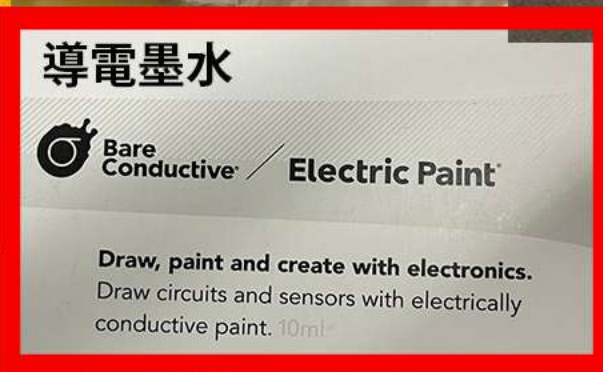 導電墨水
Bare
Conductive®
Electric Paint®
Draw, paint and create with electronics.
Draw circuits and sensors with electrically
conductive paint. 10ml